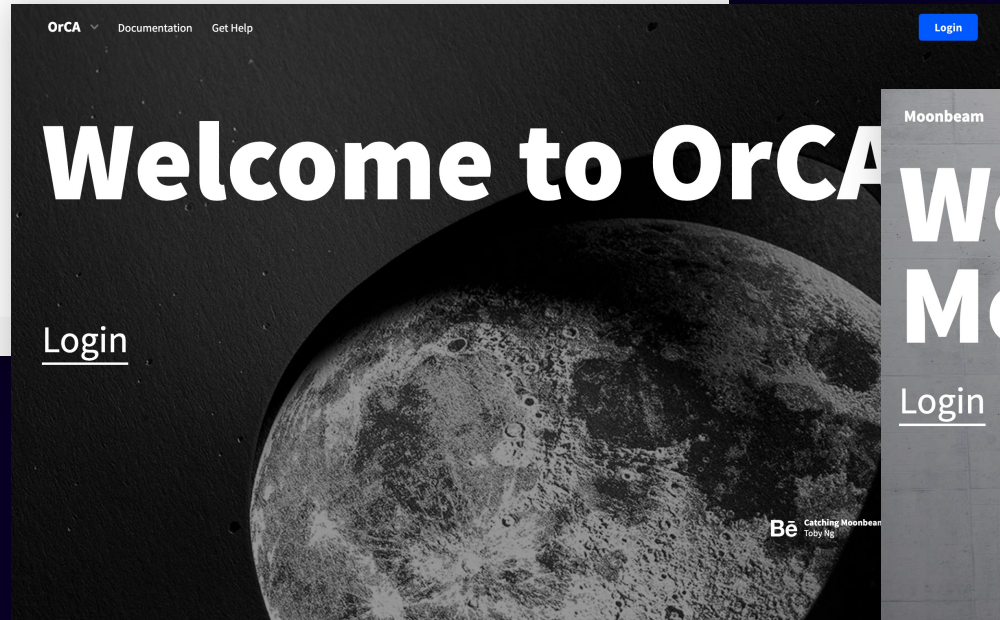 OrCA Documentation Get Help Login
Welcome to OrCA
Login
Bē Catching Moonbeam
Toby Ng
Moonbeam
W
M
Login